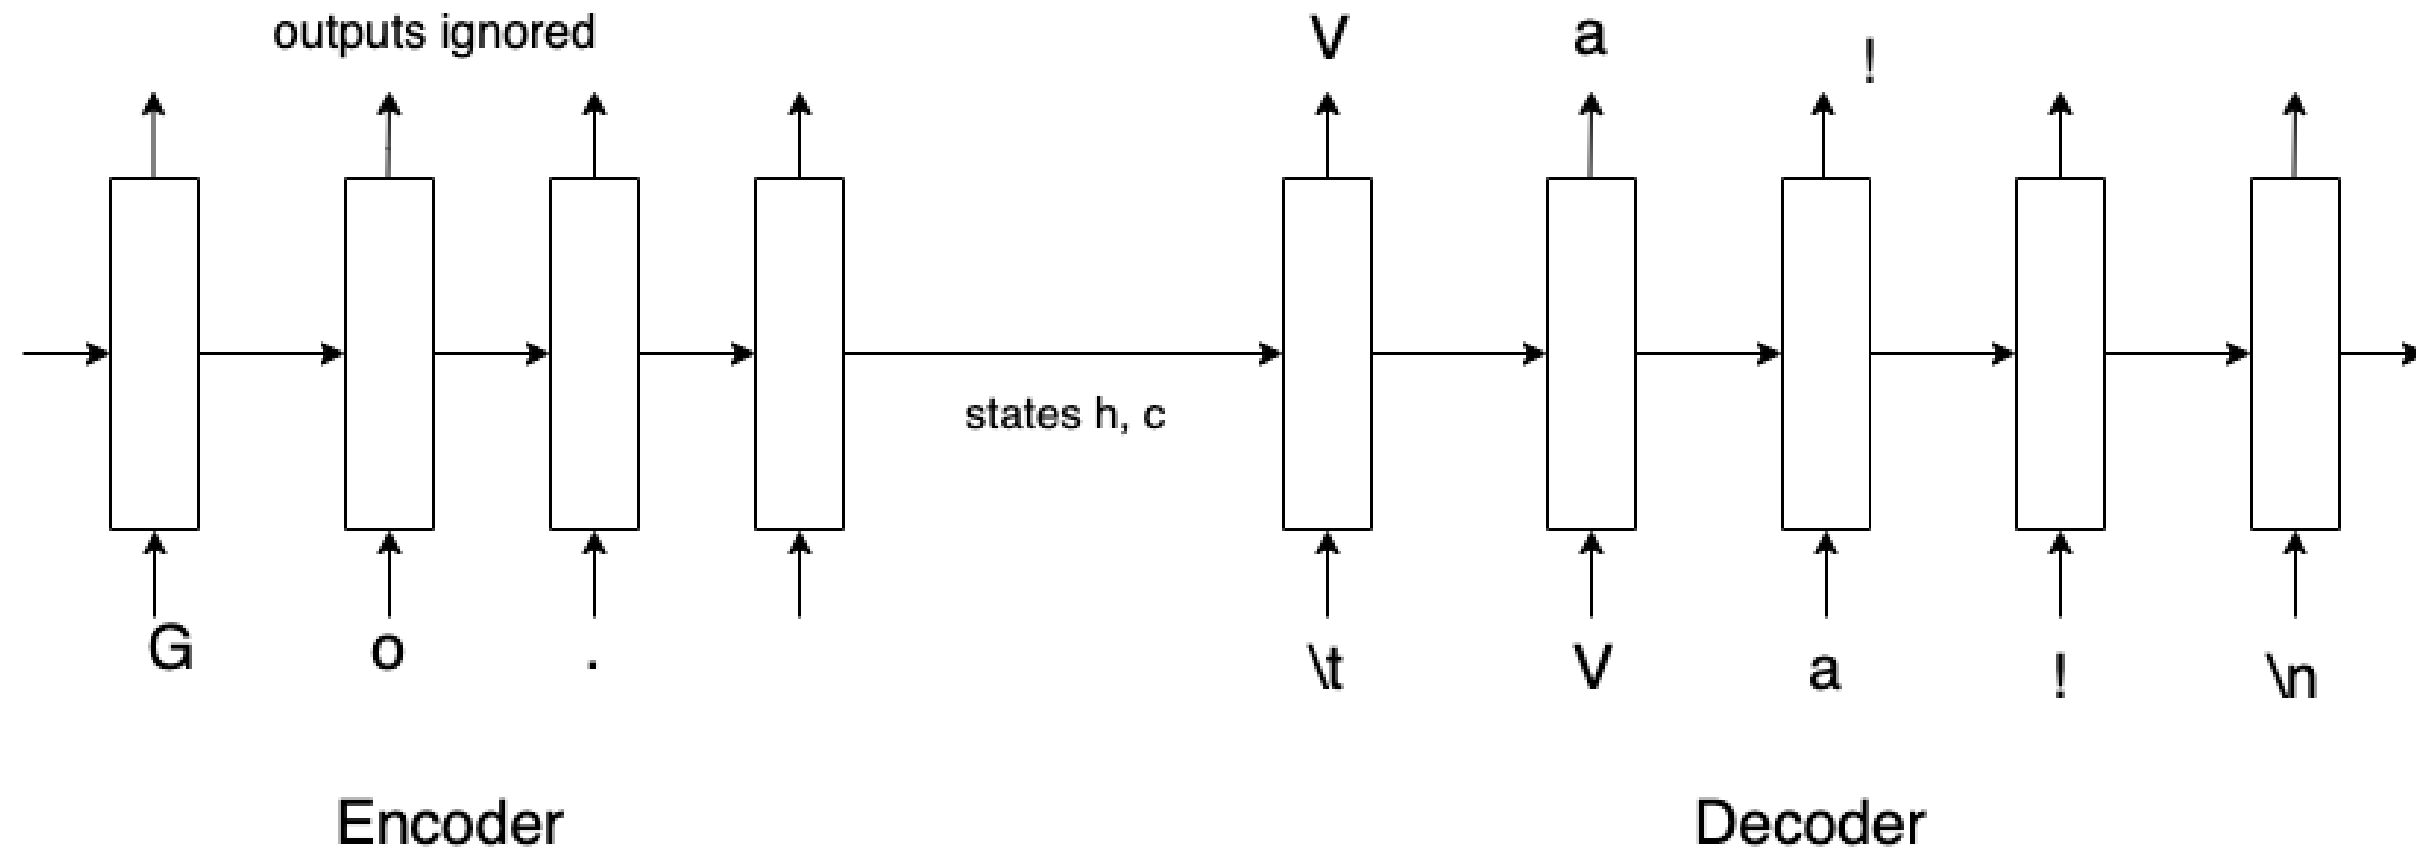 outputs ignored
V a !
states h, c
G o .
\t V a ! \n
Encoder
Decoder